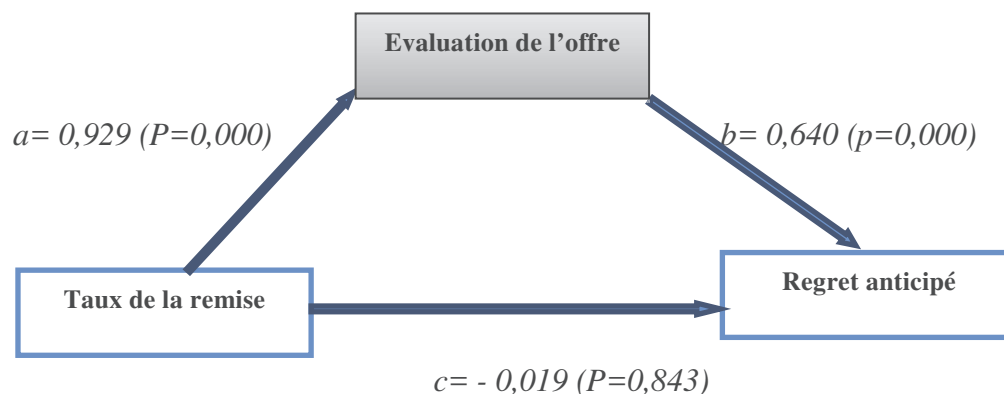 Evaluation de l’offre
a= 0,929 (P=0,000)
b= 0,640 (p=0,000)
Taux de la remise
Regret anticipé
c= - 0,019 (P=0,843)